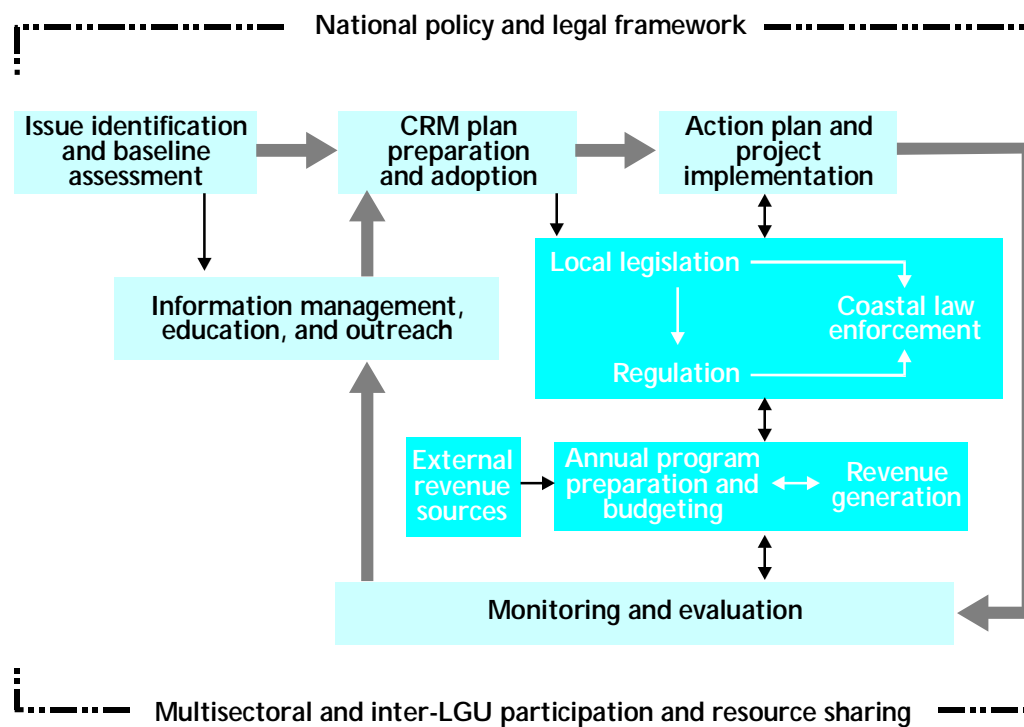 National policy and legal framework
Issue identification
and baseline
assessment
CRM plan
preparation
and adoption
Action plan and
project
implementation
Local legislation
Coastal law
enforcement
Regulation
Information management,
education, and outreach
External
revenue
sources
Annual program
preparation and
budgeting
Revenue
generation
Monitoring and evaluation
Multisectoral and inter-LGU participation and resource sharing